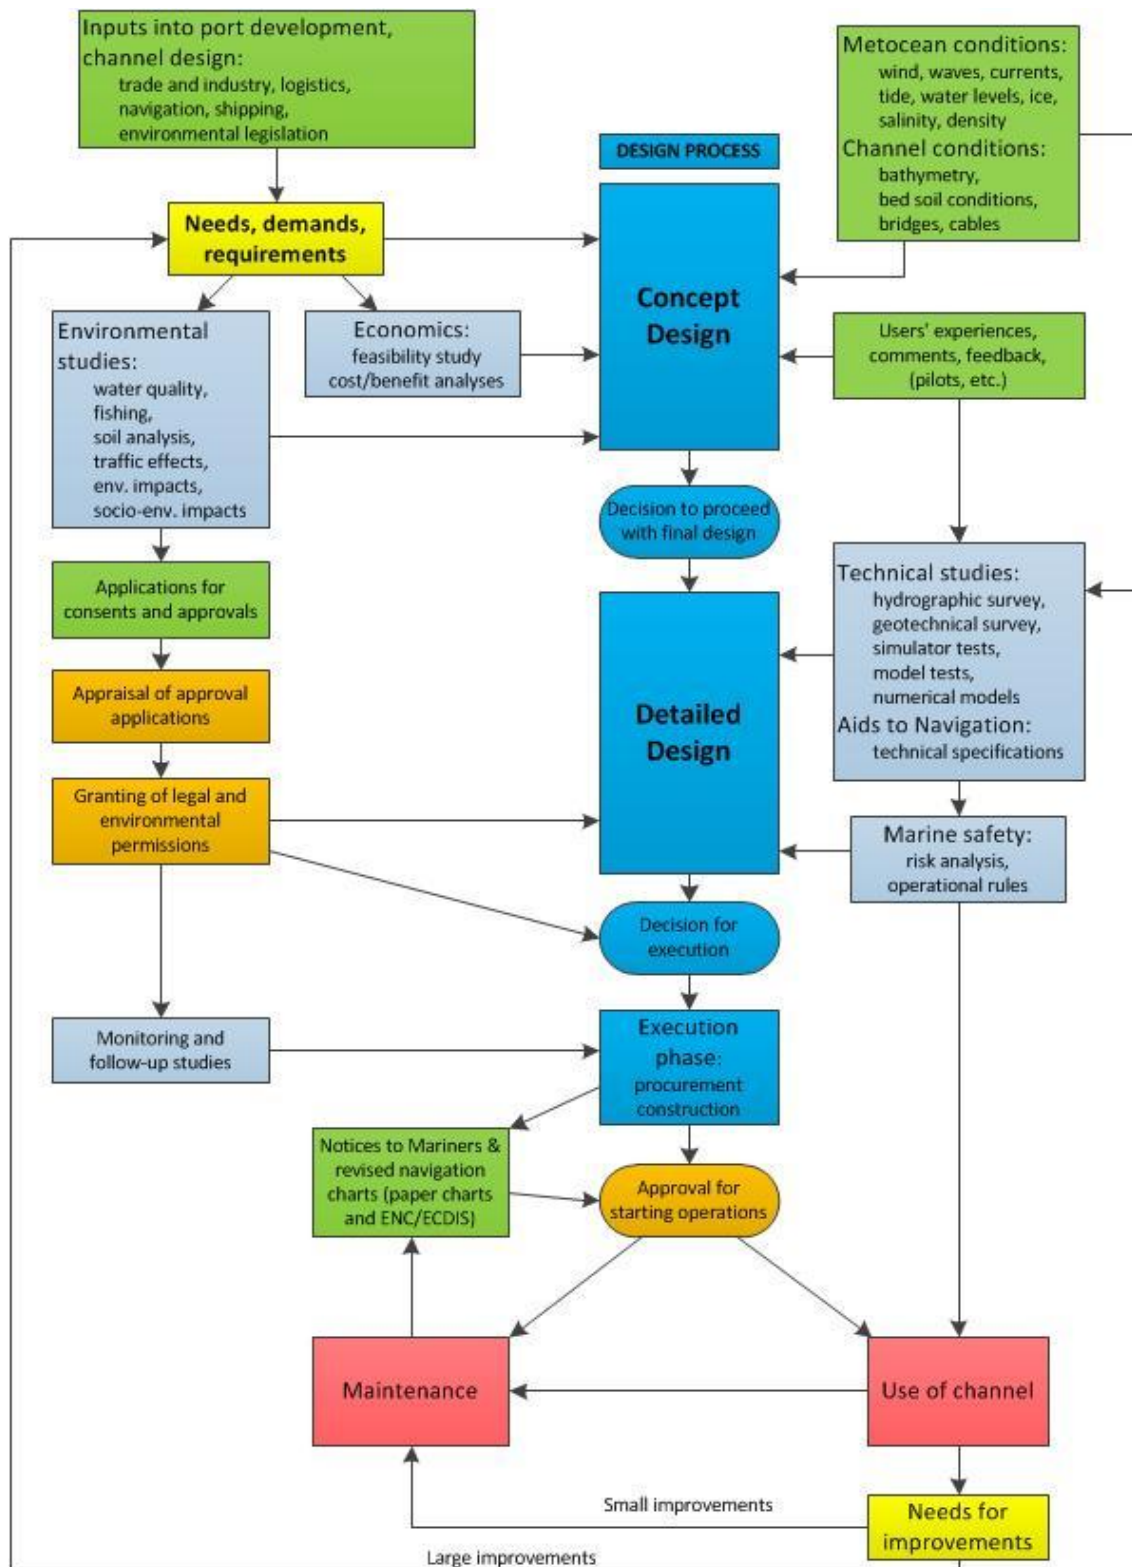 Inputs into port development,
channel design:
trade and industry, logistics,
navigation, shipping,
environmental legislation
Metocean conditions:
wind, waves, currents,
tide, water levels, ice,
salinity, density
Channel conditions:
bathymetry,
bed soil conditions,
bridges, cables
DESIGN PROCESS
Needs, demands,
requirements
Concept
Design
Environmental
studies:
water quality,
fishing,
soil analysis,
traffic effects,
env. impacts,
socio-env. impacts
Economics:
feasibility study
cost/benefit analyses
Users' experiences,
comments, feedback,
(pilots, etc.)
Decision to proceed
with final design
Applications for
consents and approvals
Technical studies:
hydrographic survey,
geotechnical survey,
simulator tests,
model tests,
numerical models
Aids to Navigation:
technical specifications
Appraisal of approval
applications
Detailed
Design
Granting of legal and
environmental
permissions
Marine safety:
risk analysis,
operational rules
Decision for
execution
Monitoring and
follow-up studies
Execution
phase:
procurement
construction
Notices to Mariners &
revised navigation
charts (paper charts
and ENC/ECDIS)
Approval for
starting operations
Maintenance
Use of channel
Small improvements
Needs for
improvements
Large improvements